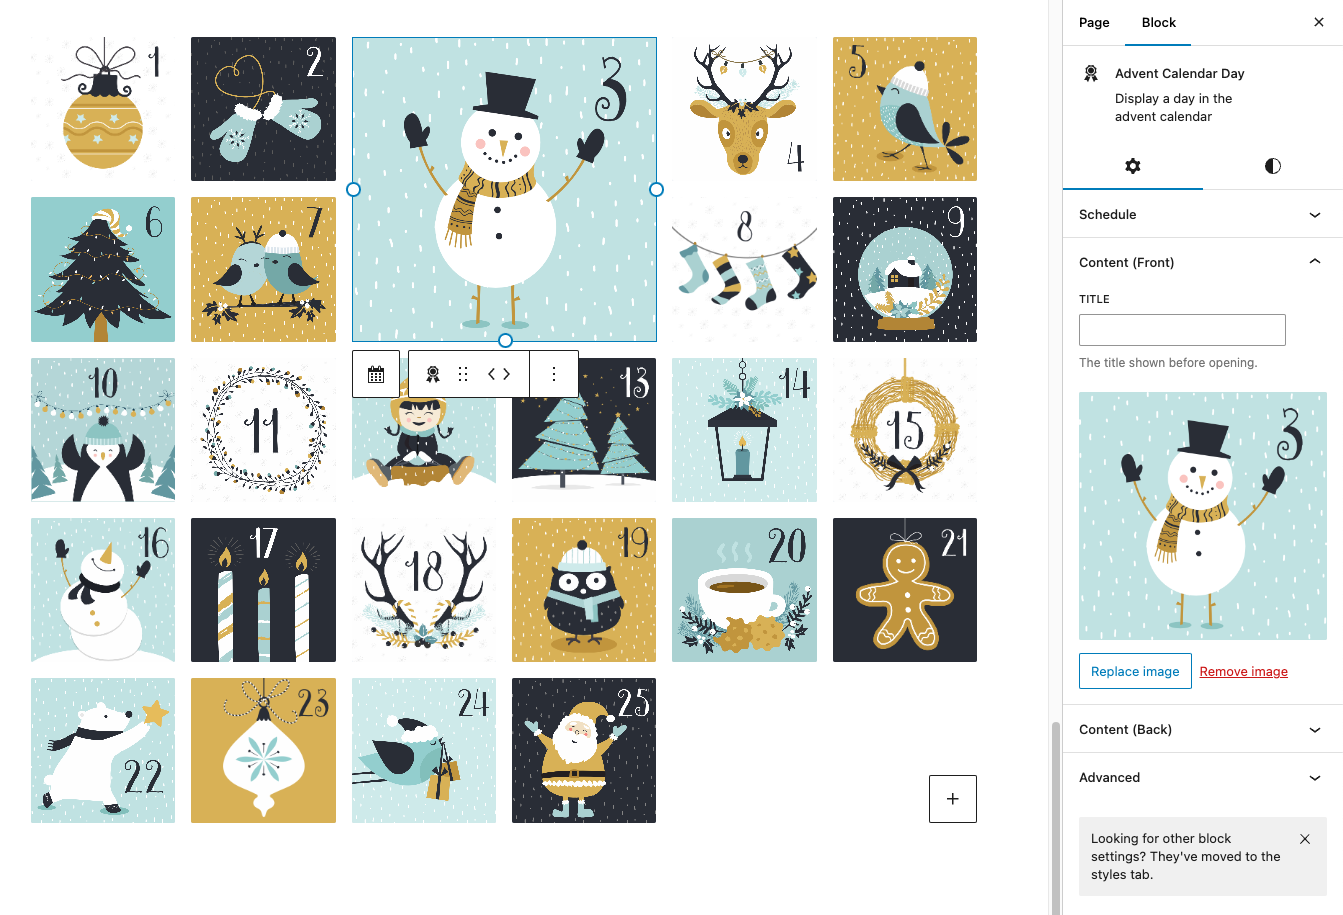 1
2
3
4
5
6
7
8
9
10
11
13
14
15
16
17
18
19
20
21
22
23
24
25
Page Block
Advent Calendar Day
Display a day in the
advent calendar
Schedule
Content (Front)
TITLE
The title shown before opening.
3
Replace image Remove image
Content (Back)
Advanced
Looking for other block
settings? They've moved to the
styles tab.